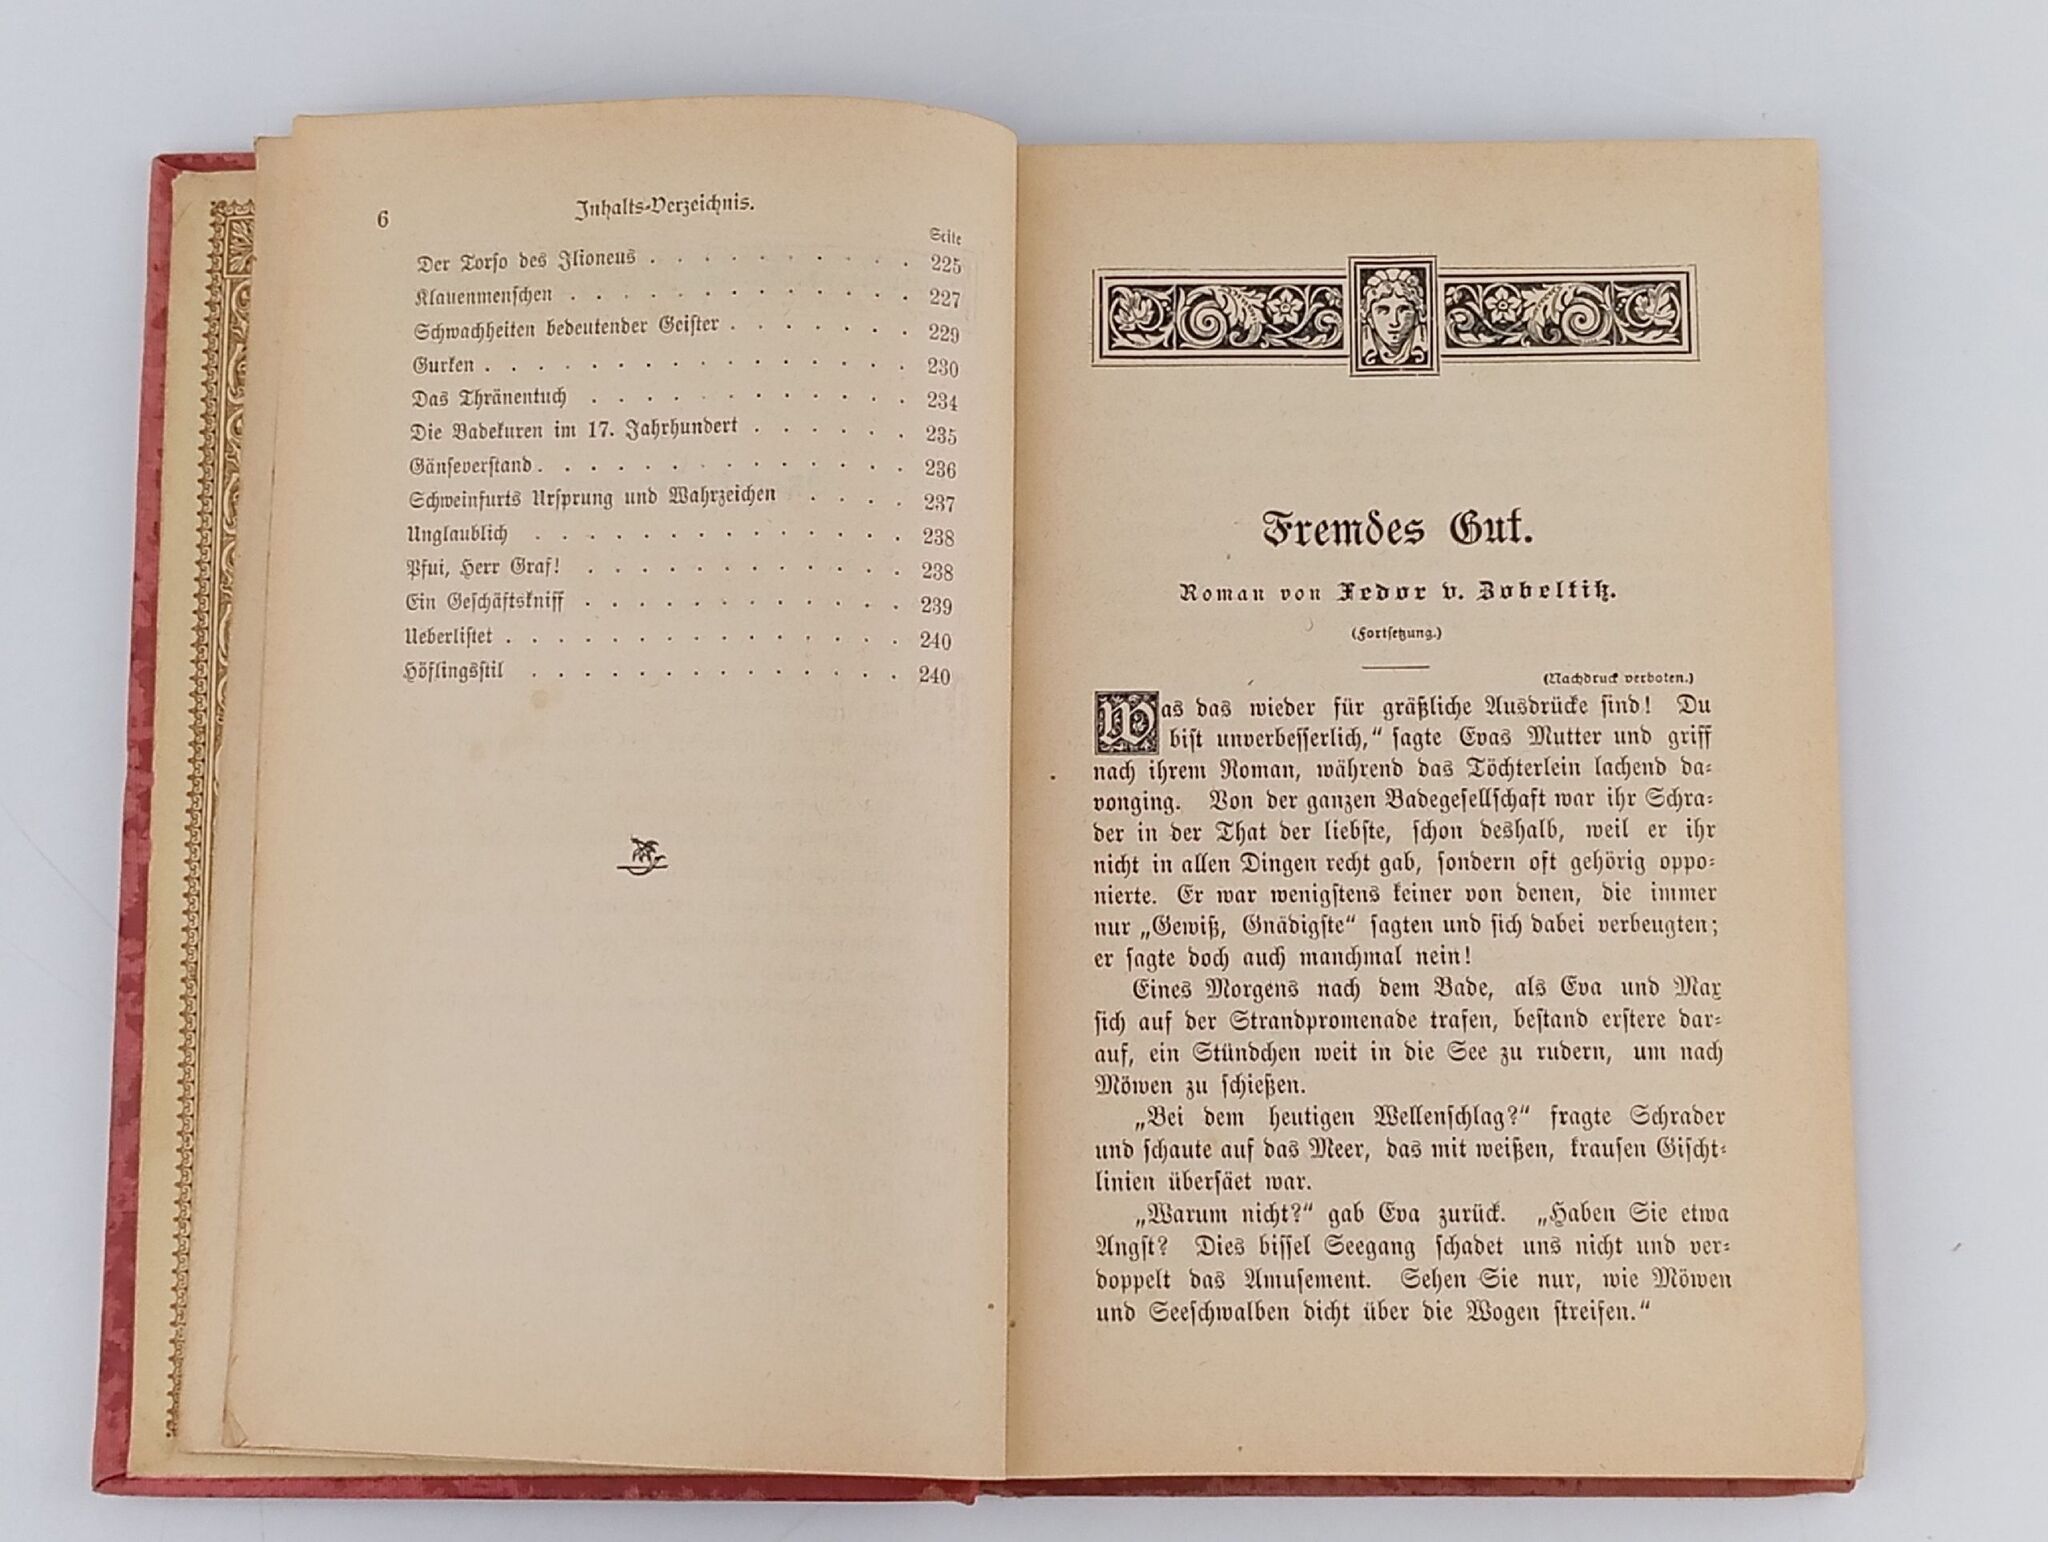 6
Inhalts-Verzeichnis.
Seite
Der Torso des Ilioneus . . . . . . . . . . 225
Klauenmenschen . . . . . . . . . . . . . 227
Schwachheiten bedeutender Geister . . . . . . . 229
Gurken . . . . . . . . . . . . . . . . 230
Das Thränentuch . . . . . . . . . . . . 234
Die Badekuren im 17. Jahrhundert . . . . . . 235
Gänseverstand . . . . . . . . . . . . . . 236
Schweinfurts Ursprung und Wahrzeichen . . . . 237
Unglaublich . . . . . . . . . . . . . . 238
Pfui, Herr Graf! . . . . . . . . . . . . 238
Ein Geschäftskniff . . . . . . . . . . . . 239
Ueberlistet . . . . . . . . . . . . . . . 240
Höflingsstil . . . . . . . . . . . . . . 240
Fremdes Gut.
Roman von Fedor v. Zobeltitz.
(Fortsetzung.)
(Nachdruck verboten.)
Was das wieder für gräßliche Ausdrücke sind! Du
bist unverbesserlich,“ sagte Evas Mutter und griff
nach ihrem Roman, während das Töchterlein lachend da-
vonging. Von der ganzen Badegesellschaft war ihr Schra-
der in der That der liebste, schon deshalb, weil er ihr
nicht in allen Dingen recht gab, sondern oft gehörig oppo-
nierte. Er war wenigstens keiner von denen, die immer
nur „Gewiß, Gnädigste“ sagten und sich dabei verbeugten;
er sagte doch auch manchmal nein!
Eines Morgens nach dem Bade, als Eva und Max
sich auf der Strandpromenade trafen, bestand erstere dar-
auf, ein Stündchen weit in die See zu rudern, um nach
Möwen zu schießen.
„Bei dem heutigen Wellenschlag?“ fragte Schrader
und schaute auf das Meer, das mit weißen, krausen Gischt-
linien übersäet war.
„Warum nicht?“ gab Eva zurück. „Haben Sie etwa
Angst? Dies bissel Seegang schadet uns nicht und ver-
doppelt das Amusement. Sehen Sie nur, wie Möwen
und Seeschwalben dicht über die Wogen streifen.“